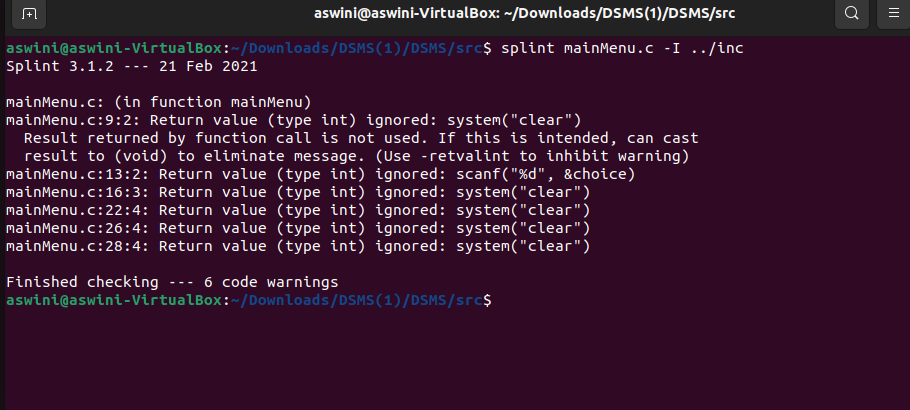 aswini@aswini-VirtualBox: ~/Downloads/DSMS(1)/DSMS/src
aswini@aswini-VirtualBox:~/Downloads/DSMS(1)/DSMS/src$ splint mainMenu.c -I ../inc
Splint 3.1.2 --- 21 Feb 2021

mainMenu.c: (in function mainMenu)
mainMenu.c:9:2: Return value (type int) ignored: system("clear")
  Result returned by function call is not used. If this is intended, can cast
  result to (void) to eliminate message. (Use -retvalint to inhibit warning)
mainMenu.c:13:2: Return value (type int) ignored: scanf("%d", &choice)
mainMenu.c:16:3: Return value (type int) ignored: system("clear")
mainMenu.c:22:4: Return value (type int) ignored: system("clear")
mainMenu.c:26:4: Return value (type int) ignored: system("clear")
mainMenu.c:28:4: Return value (type int) ignored: system("clear")

Finished checking --- 6 code warnings
aswini@aswini-VirtualBox:~/Downloads/DSMS(1)/DSMS/src$